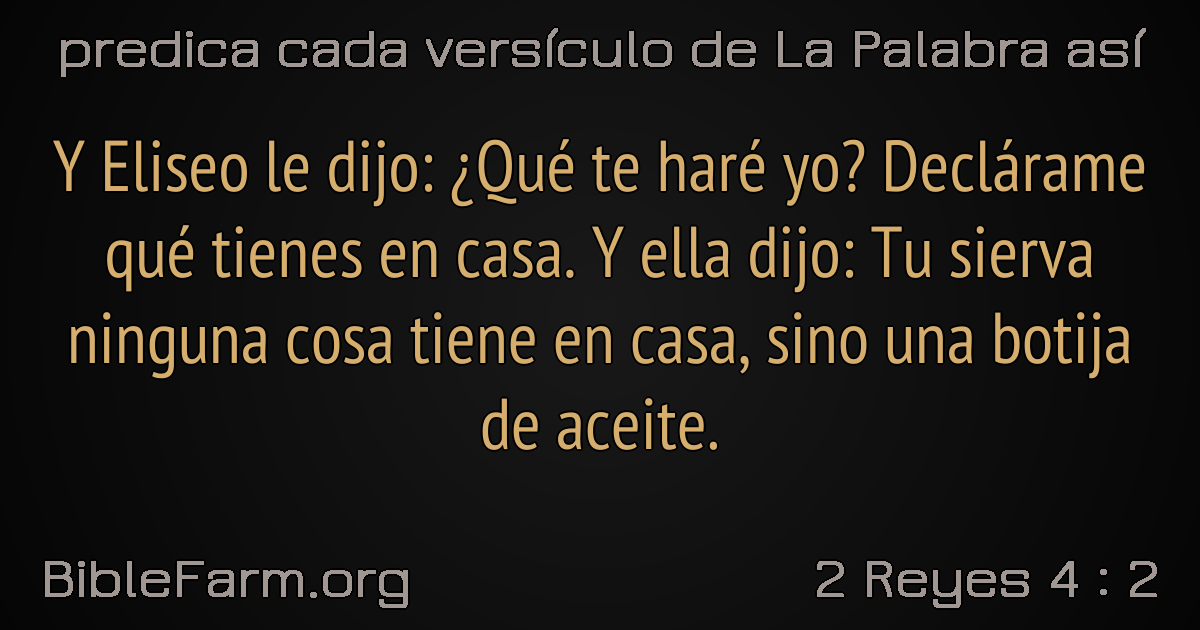 predica cada versículo de La Palabra así
Y Eliseo le dijo: ¿Qué te haré yo? Declárame
qué tienes en casa. Y ella dijo: Tu sierva
ninguna cosa tiene en casa, sino una botija
de aceite.
BibleFarm.org
2 Reyes 4 : 2